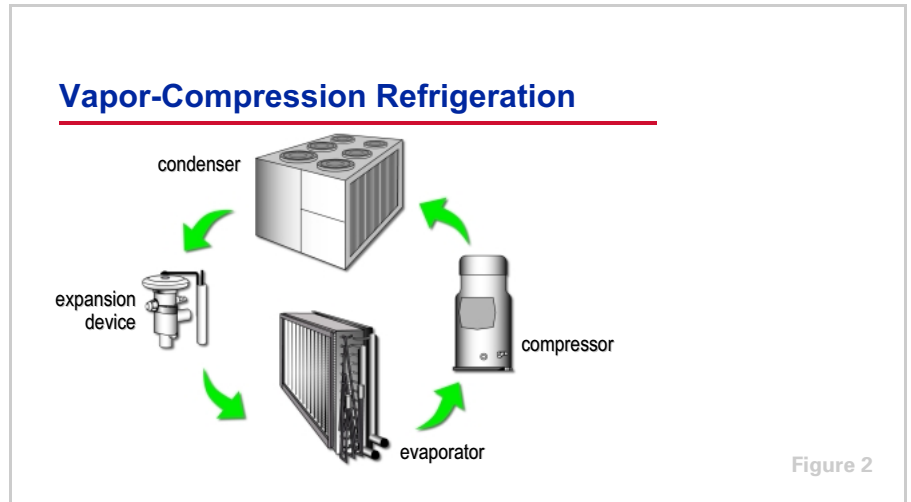 Vapor-Compression Refrigeration
condenser
expansion
device
compressor
evaporator
Figure 2